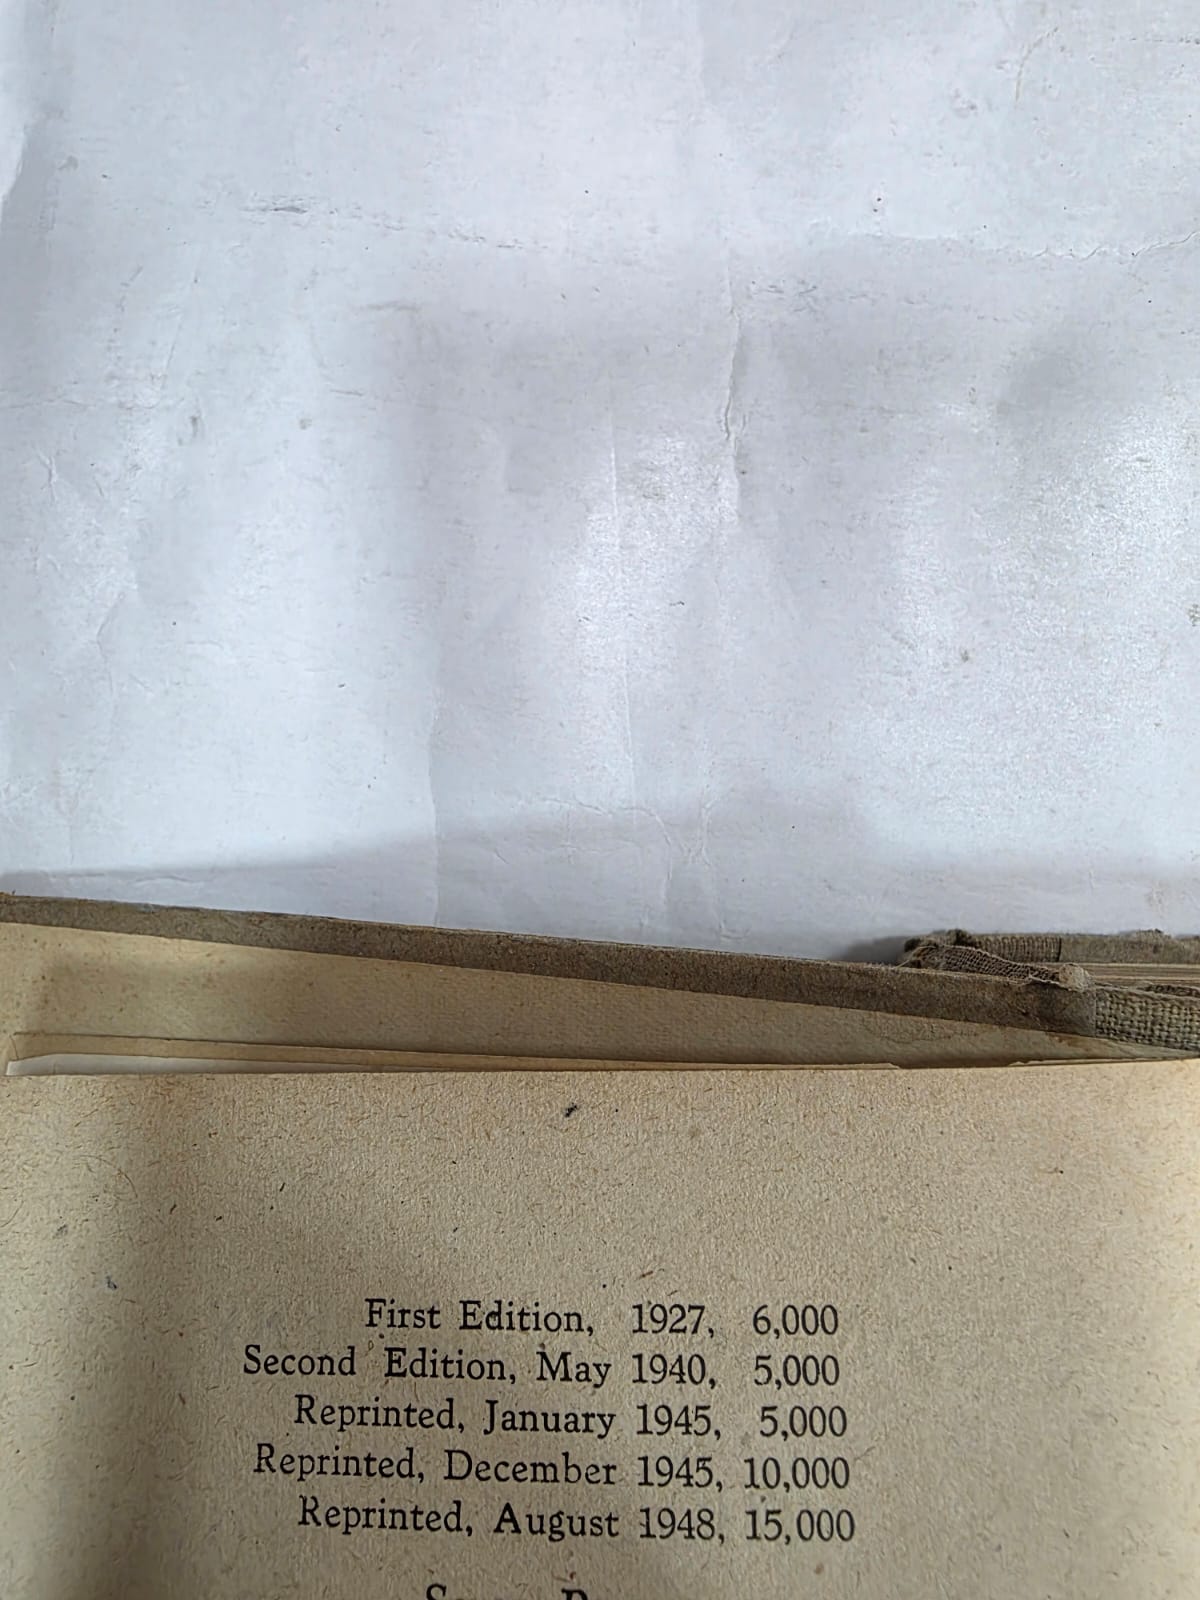 First Edition, 1927, 6,000
Second Edition, May 1940, 5,000
Reprinted, January 1945, 5,000
Reprinted, December 1945, 10,000
Reprinted, August 1948, 15,000